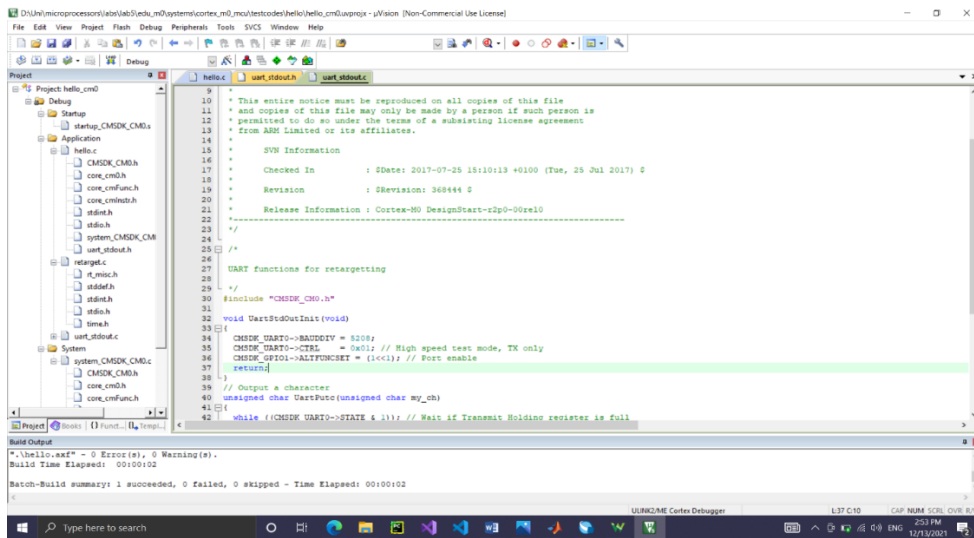 D:\Uni\microprocessors\labs\lab5\edu_m0\systems\cortex_m0_mcu\testcodes\hello\hello_cm0.uvprojx - µVision [Non-Commercial Use License]
File Edit View Project Flash Debug Peripherals Tools SVCS Window Help
Debug
Project
hello.c uart_stdout.h uart_stdout.c
Project: hello_cm0
Debug
Startup
startup_CMSDK_CM0.s
Application
hello.c
CMSDK_CM0.h
core_cm0.h
core_cmFunc.h
core_cmInstr.h
stdint.h
stdio.h
system_CMSDK_CM
uart_stdout.h
retarget.c
rt_misc.h
stddef.h
stdint.h
stdio.h
time.h
uart_stdout.c
System
system_CMSDK_CM0.c
CMSDK_CM0.h
core_cm0.h
core_cmFunc.h
9 *
10 * This entire notice must be reproduced on all copies of this file
11 * and copies of this file may only be made by a person if such person is
12 * permitted to do so under the terms of a subsisting license agreement
13 * from ARM Limited or its affiliates.
14 *
15 * SVN Information
16 *
17 * Checked In : $Date: 2017-07-25 15:10:13 +0100 (Tue, 25 Jul 2017) $
18 *
19 * Revision : $Revision: 368444 $
20 *
21 * Release Information : Cortex-M0 DesignStart-r2p0-00rel0
22 *-----------------------------------------------------------------------------
23 */
24
25 /*
26
27 UART functions for retargetting
28
29 */
30 #include "CMSDK_CM0.h"
31
32 void UartStdOutInit(void)
33 {
34 CMSDK_UART0->BAUDDIV = 5208;
35 CMSDK_UART0->CTRL = 0x01; // High speed test mode, TX only
36 CMSDK_GPIO1->ALTFUNCSET = (1<<1); // Port enable
37 return;
38 }
39 // Output a character
40 unsigned char UartPutc(unsigned char my_ch)
41 {
42 while ((CMSDK_UART0->STATE & 1)); // Wait if Transmit Holding register is full
Project Books Funct... Templ...
Build Output
".\hello.axf" - 0 Error(s), 0 Warning(s).
Build Time Elapsed: 00:00:02
Batch-Build summary: 1 succeeded, 0 failed, 0 skipped - Time Elapsed: 00:00:02
ULINK2/ME Cortex Debugger L:37 C:10 CAP NUM SCRL OVR R/
Type here to search
ENG
2:53 PM
12/13/2021